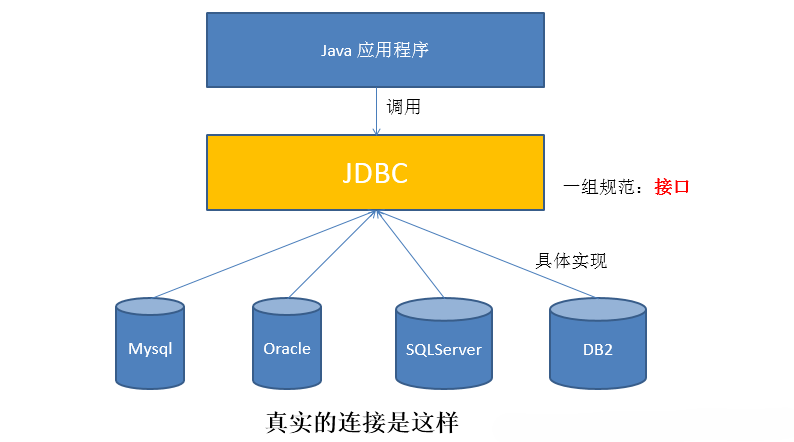 Java 应用程序
调用
JDBC
一组规范：接口
具体实现
Mysql
Oracle
SQLServer
DB2
真实的连接是这样